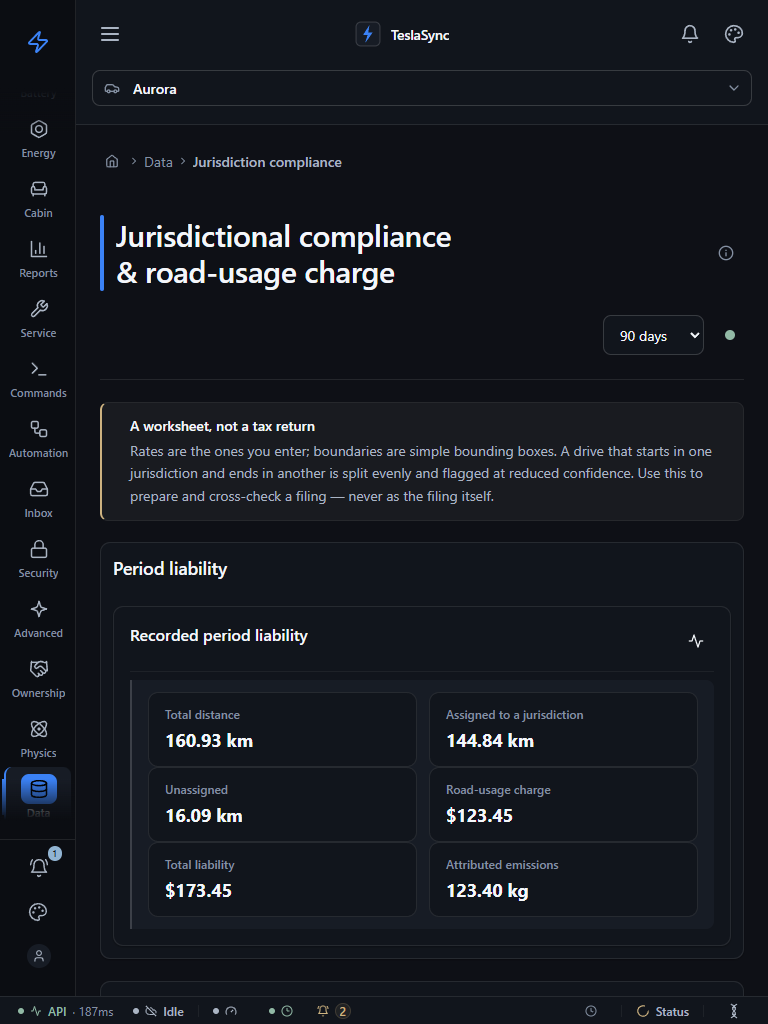 TeslaSync
Aurora
Data
Jurisdiction compliance
Jurisdictional compliance
& road-usage charge
90 days
A worksheet, not a tax return
Rates are the ones you enter; boundaries are simple bounding boxes. A drive that starts in one
jurisdiction and ends in another is split evenly and flagged at reduced confidence. Use this to
prepare and cross-check a filing — never as the filing itself.
Period liability
Recorded period liability
Total distance
160.93 km
Assigned to a jurisdiction
144.84 km
Unassigned
16.09 km
Road-usage charge
$123.45
Total liability
$173.45
Attributed emissions
123.40 kg
Energy
Cabin
Reports
Service
Commands
Automation
Inbox
Security
Advanced
Ownership
Physics
Data
1
API · 187ms
Idle
2
Status